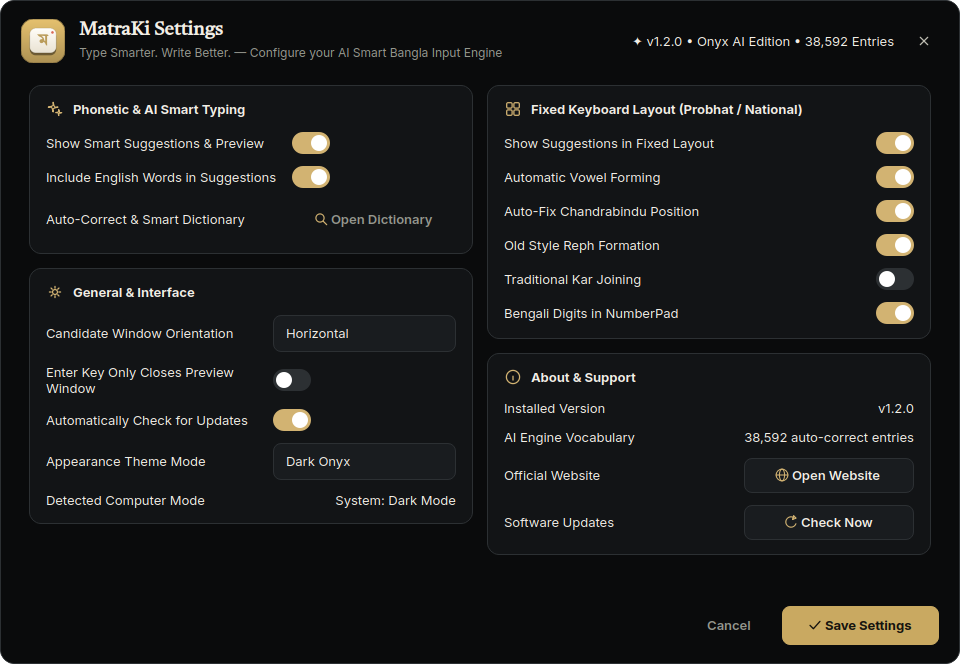 ম
MatraKi Settings
Type Smarter. Write Better. — Configure your AI Smart Bangla Input Engine
✦ v1.2.0 • Onyx AI Edition • 38,592 Entries
Phonetic & AI Smart Typing
Show Smart Suggestions & Preview
Include English Words in Suggestions
Auto-Correct & Smart Dictionary
Open Dictionary
General & Interface
Candidate Window Orientation
Horizontal
Enter Key Only Closes Preview
Window
Automatically Check for Updates
Appearance Theme Mode
Dark Onyx
Detected Computer Mode
System: Dark Mode
Fixed Keyboard Layout (Probhat / National)
Show Suggestions in Fixed Layout
Automatic Vowel Forming
Auto-Fix Chandrabindu Position
Old Style Reph Formation
Traditional Kar Joining
Bengali Digits in NumberPad
About & Support
Installed Version
v1.2.0
AI Engine Vocabulary
38,592 auto-correct entries
Official Website
Open Website
Software Updates
Check Now
Cancel
Save Settings